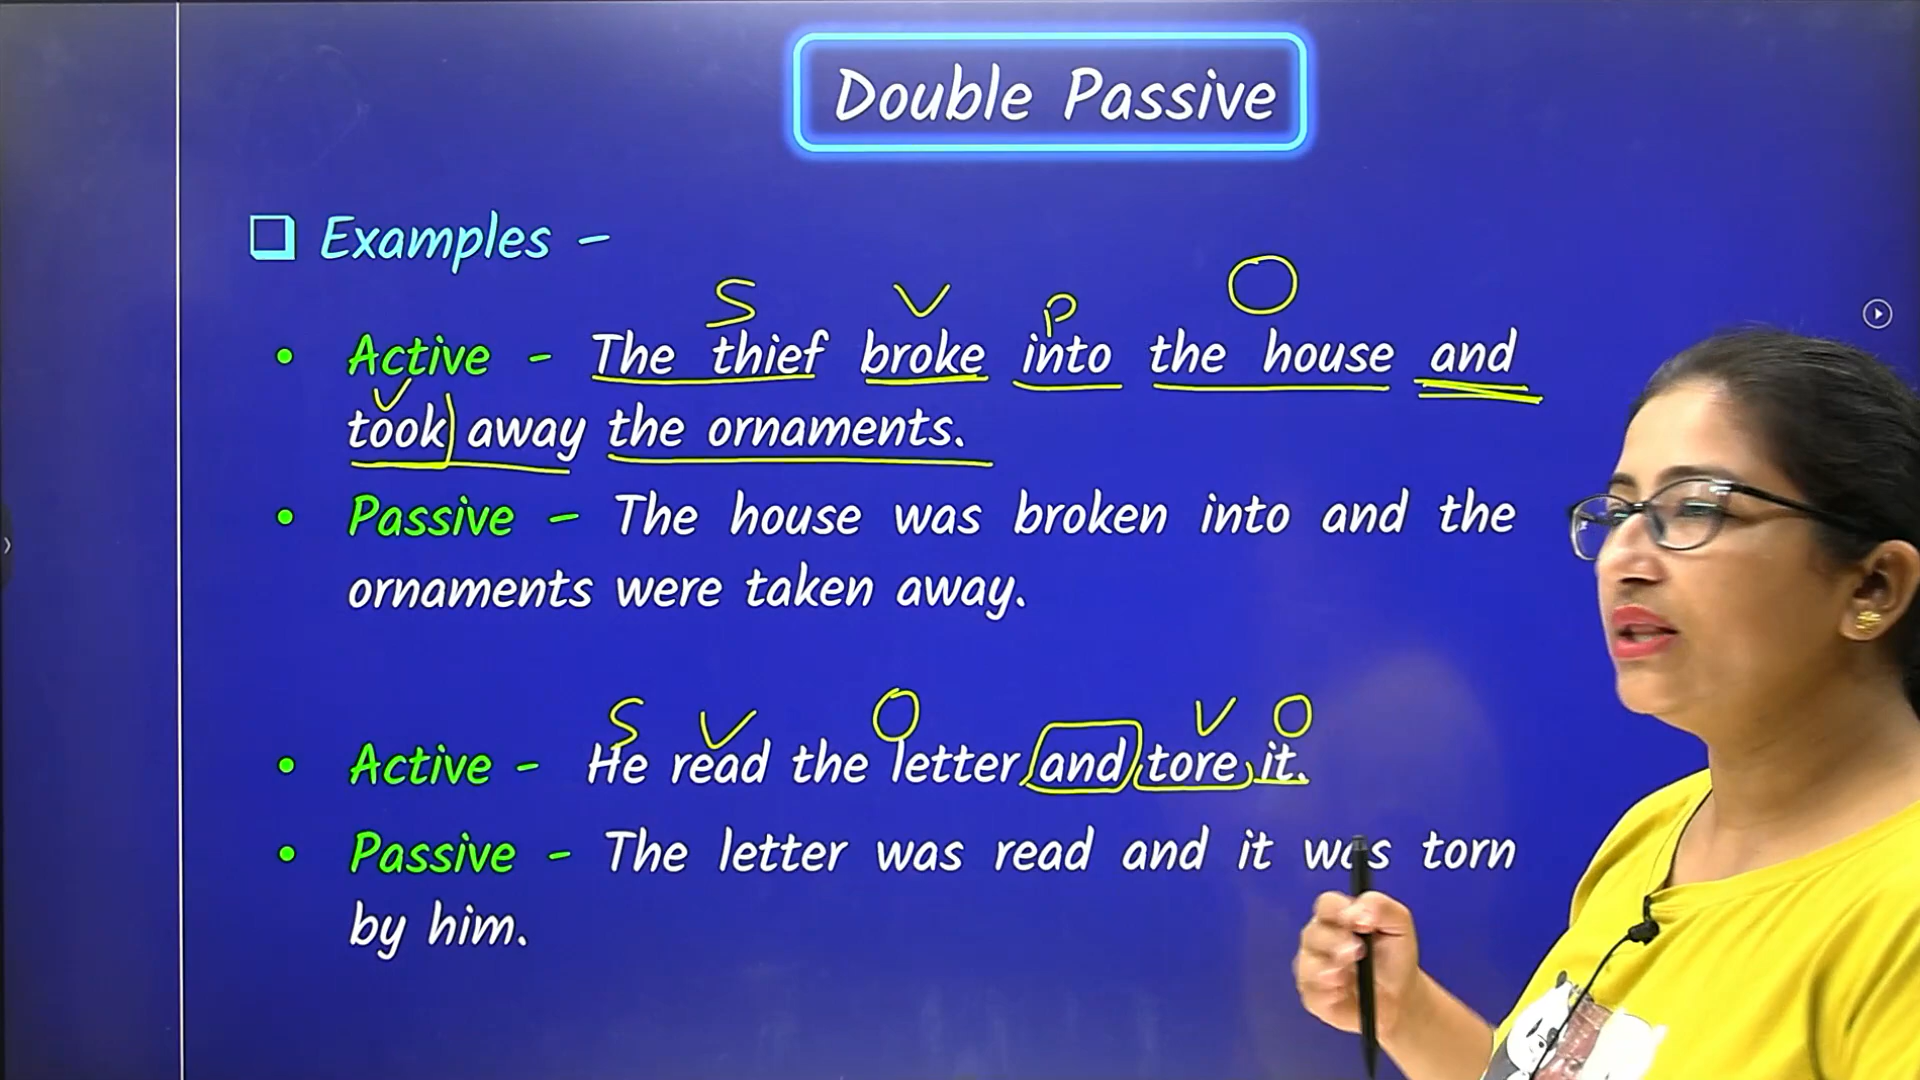 Double Passive
❑ Examples –
S V P O
• Active – The thief broke into the house and
V
took away the ornaments.
• Passive – The house was broken into and the
ornaments were taken away.
S V O V O
• Active – He read the letter and tore it.
• Passive – The letter was read and it was torn
by him.